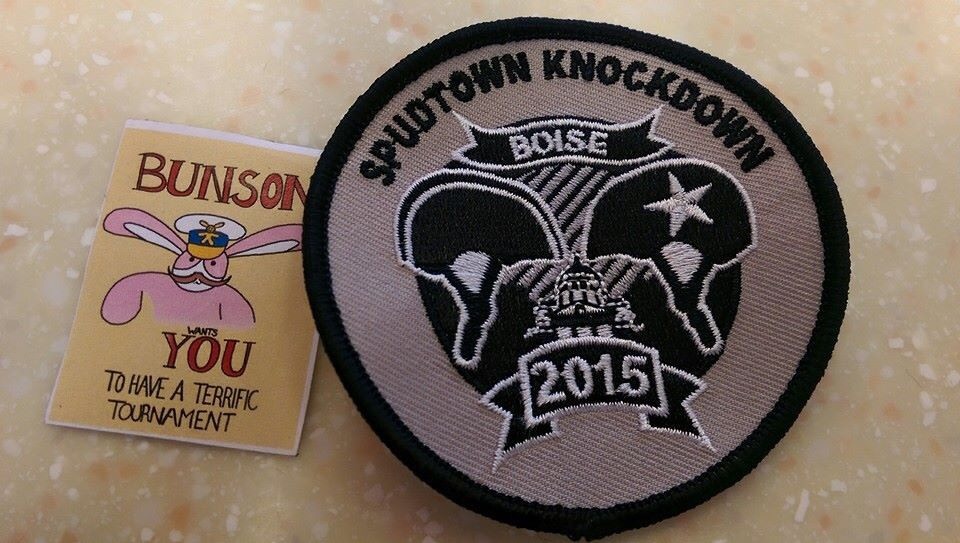 BUNSON
WANTS
YOU
TO HAVE A TERRIFIC
TOURNAMENT
SPUDTOWN KNOCKDOWN
BOISE
2015